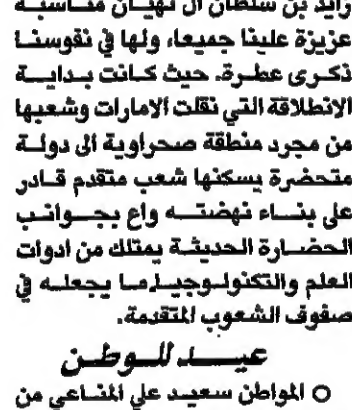 زايد بن سلطان آل نهيان مناسبة
عزيزة علينا جميعا، ولها في نفوسنا
ذكرى عطرة. حيث كانت بداية
الانطلاقة التي نقلت الامارات وشعبها
من مجرد منطقة صحراوية الى دولة
متحضرة يسكنها شعب متقدم قادر
على بناء نهضته واع بجوانب
الحضارة الحديثة يمتلك من ادوات
العلم والتكنولوجيا ما يجعله في
صفوف الشعوب المتقدمة.
عيد للوطن
○ المواطن سعيد علي المناعي من